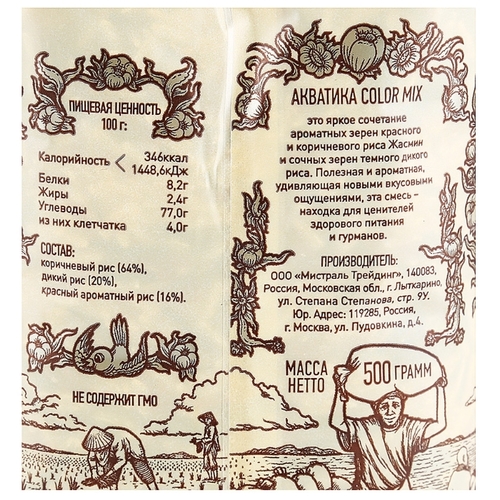 ПИЩЕВАЯ ЦЕННОСТЬ
100 г:
Калорийность < 346ккал
1448,6кДж
Белки 8,2г
Жиры 2,4г
Углеводы 77,0г
из них клетчатка 4,0г
СОСТАВ:
коричневый рис (64%),
дикий рис (20%),
красный ароматный рис (16%).
НЕ СОДЕРЖИТ ГМО
АКВАТИКА COLOR MIX
это яркое сочетание
ароматных зерен красного
и коричневого риса Жасмин
и сочных зерен темного дикого
риса. Полезная и ароматная,
удивляющая новыми вкусовыми
ощущениями, эта смесь –
находка для ценителей
здорового питания
и гурманов.
ПРОИЗВОДИТЕЛЬ:
ООО «Мистраль Трейдинг», 140083,
Россия, Московская обл., г. Лыткарино,
ул. Степана Степанова, стр. 9У.
Юр. Адрес: 119285, Россия,
г. Москва, ул. Пудовкина, д.4.
МАССА
НЕТТО
500 ГРАММ